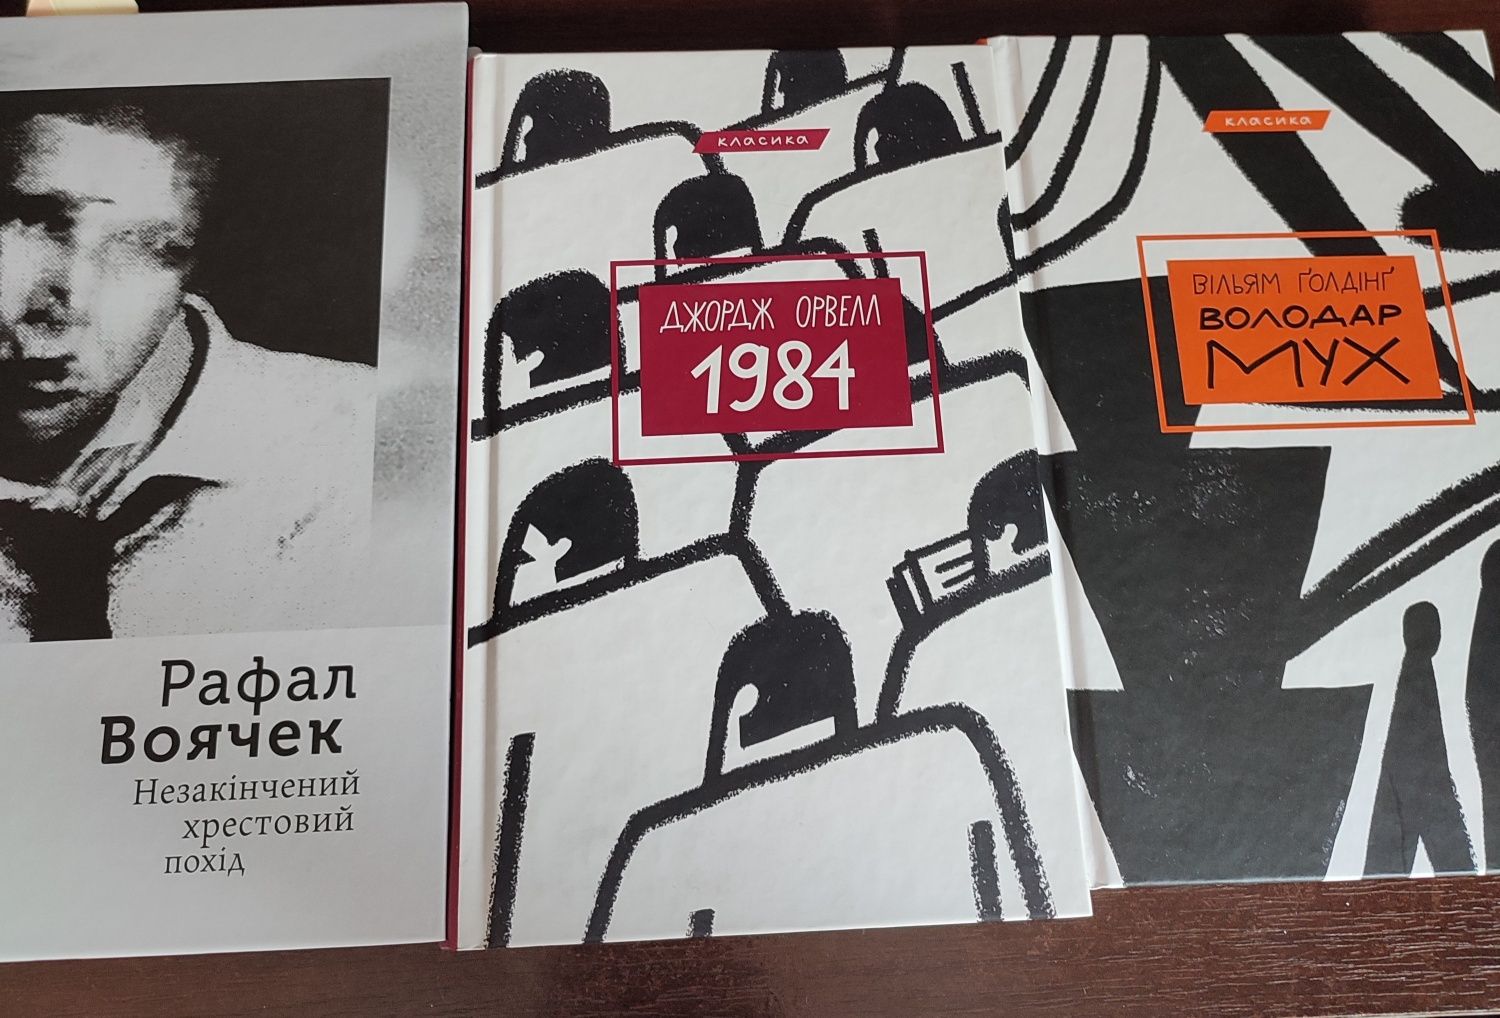 Рафал
Воячек
Незакінчений
хрестовий
похід
класика
ДЖОРДЖ ОРВЕЛЛ
1984
класика
ВІЛЬЯМ ҐОЛДІНҐ
ВОЛОДАР
МУХ